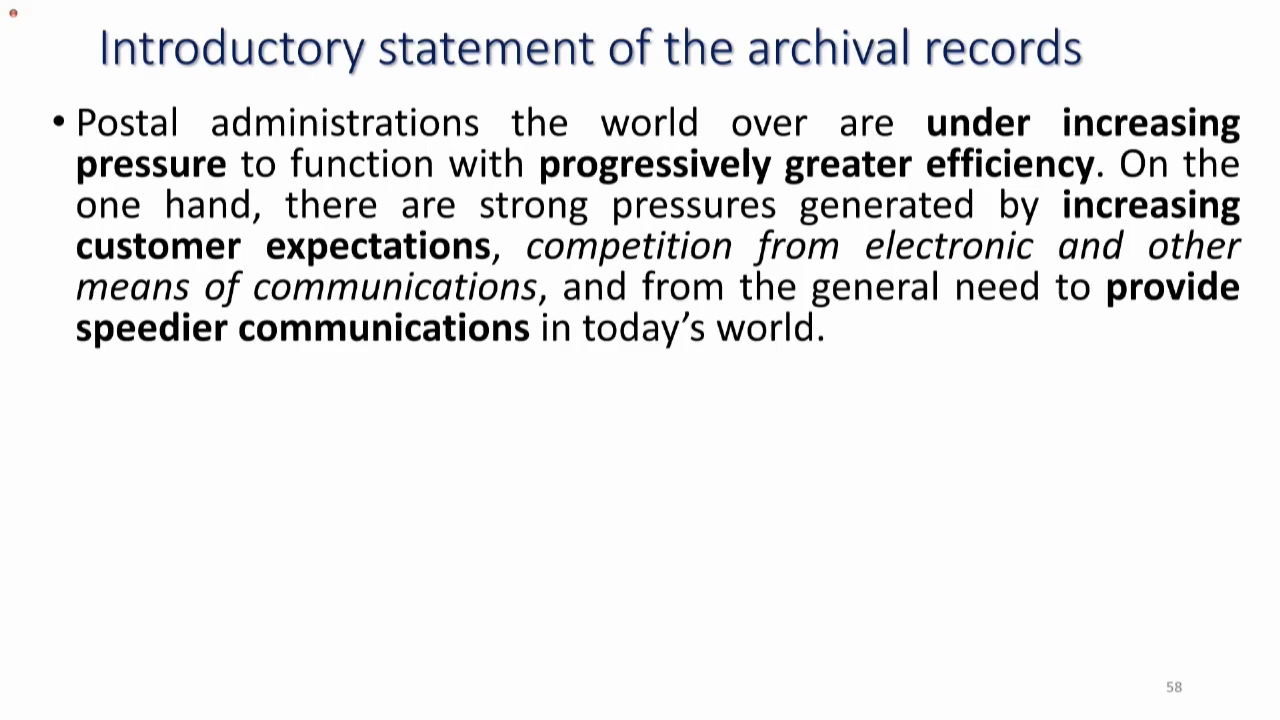 Introductory statement of the archival records
• Postal administrations the world over are under increasing
pressure to function with progressively greater efficiency. On the
one hand, there are strong pressures generated by increasing
customer expectations, competition from electronic and other
means of communications, and from the general need to provide
speedier communications in today’s world.
58